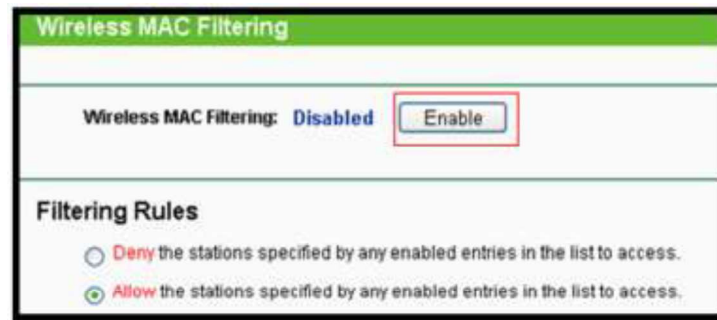 Wireless MAC Filtering
Wireless MAC Filtering: Disabled Enable
Filtering Rules
Deny the stations specified by any enabled entries in the list to access.
Allow the stations specified by any enabled entries in the list to access.